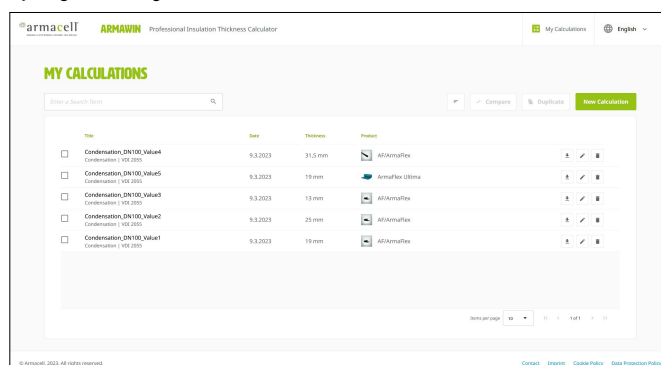 armacell
ARMAWIN Professional Insulation Thickness Calculator My Calculations English
MY CALCULATIONS
Enter a Search Term Compare Duplicate New Calculation
Title Date Thickness Product
Condensation_DN100_Value4 9.3.2023 31,5 mm AF/ArmaFlex
Condensation | VDI 2055
Condensation_DN100_Value5 9.3.2023 19 mm ArmaFlex Ultima
Condensation | VDI 2055
Condensation_DN100_Value3 9.3.2023 13 mm AF/ArmaFlex
Condensation | VDI 2055
Condensation_DN100_Value2 9.3.2023 25 mm AF/ArmaFlex
Condensation | VDI 2055
Condensation_DN100_Value1 9.3.2023 19 mm AF/ArmaFlex
Condensation | VDI 2055
Items per page 10 1 of 1
© Armacell, 2023. All rights reserved. Contact Imprint Cookie Policy Data Protection Policy